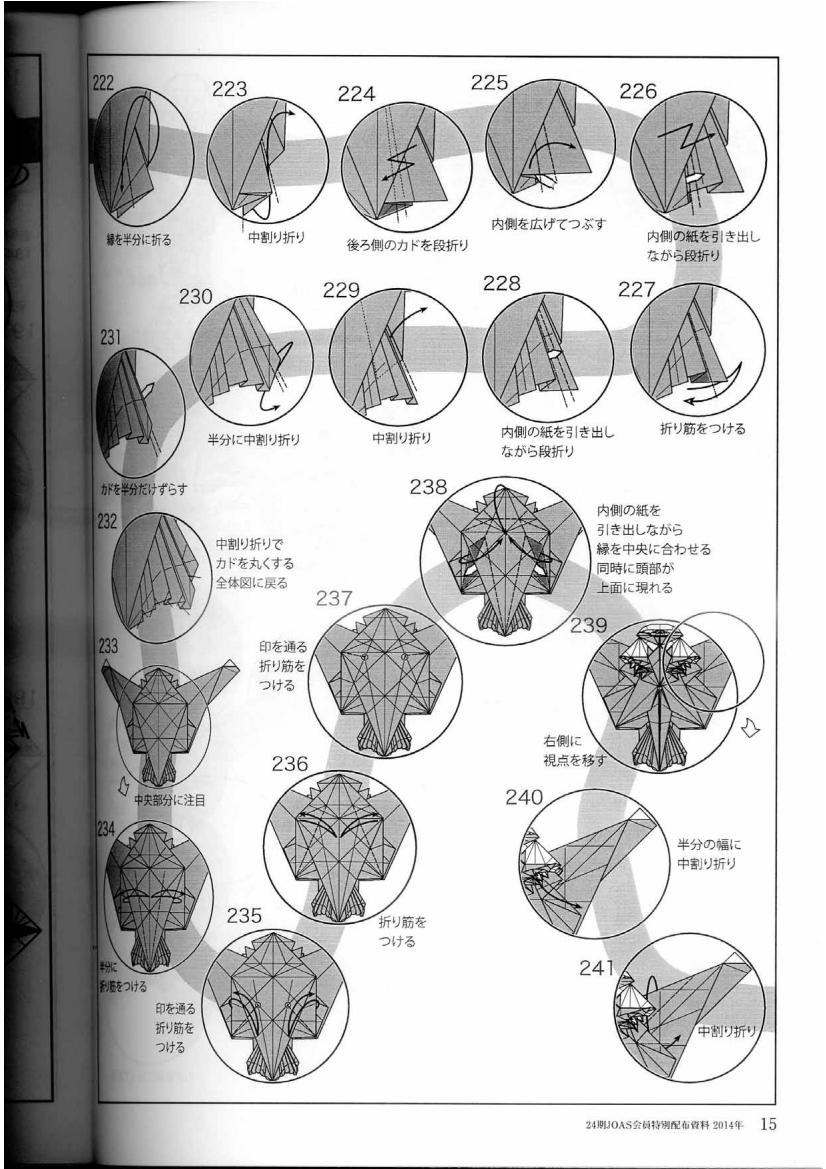 222
縁を半分に折る
223
中割り折り
224
後ろ側のカドを段折り
225
内側を広げてつぶす
226
内側の紙を引き出し
ながら段折り
227
折り筋をつける
228
内側の紙を引き出し
ながら段折り
229
中割り折り
230
半分に中割り折り
231
カドを半分だけずらす
232
中割り折りで
カドを丸くする
全体図に戻る
233
中央部分に注目
234
半分に
折り筋をつける
235
印を通る
折り筋を
つける
236
折り筋を
つける
237
印を通る
折り筋を
つける
238
内側の紙を
引き出しながら
縁を中央に合わせる
同時に頭部が
上面に現れる
239
右側に
視点を移す
240
半分の幅に
中割り折り
241
中割り折り
24期JOAS会員特別配布資料 2014年 15